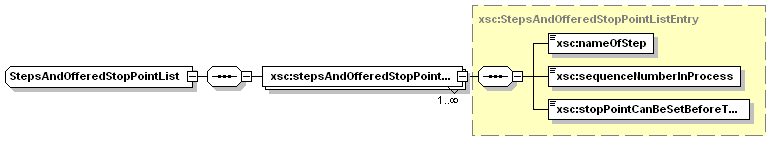 xsc:StepsAndOfferedStopPointListEntry
xsc:nameOfStep
StepsAndOfferedStopPointList
xsc:stepsAndOfferedStopPoint...
xsc:sequenceNumberInProcess
1..∞
xsc:stopPointCanBeSetBeforeT...